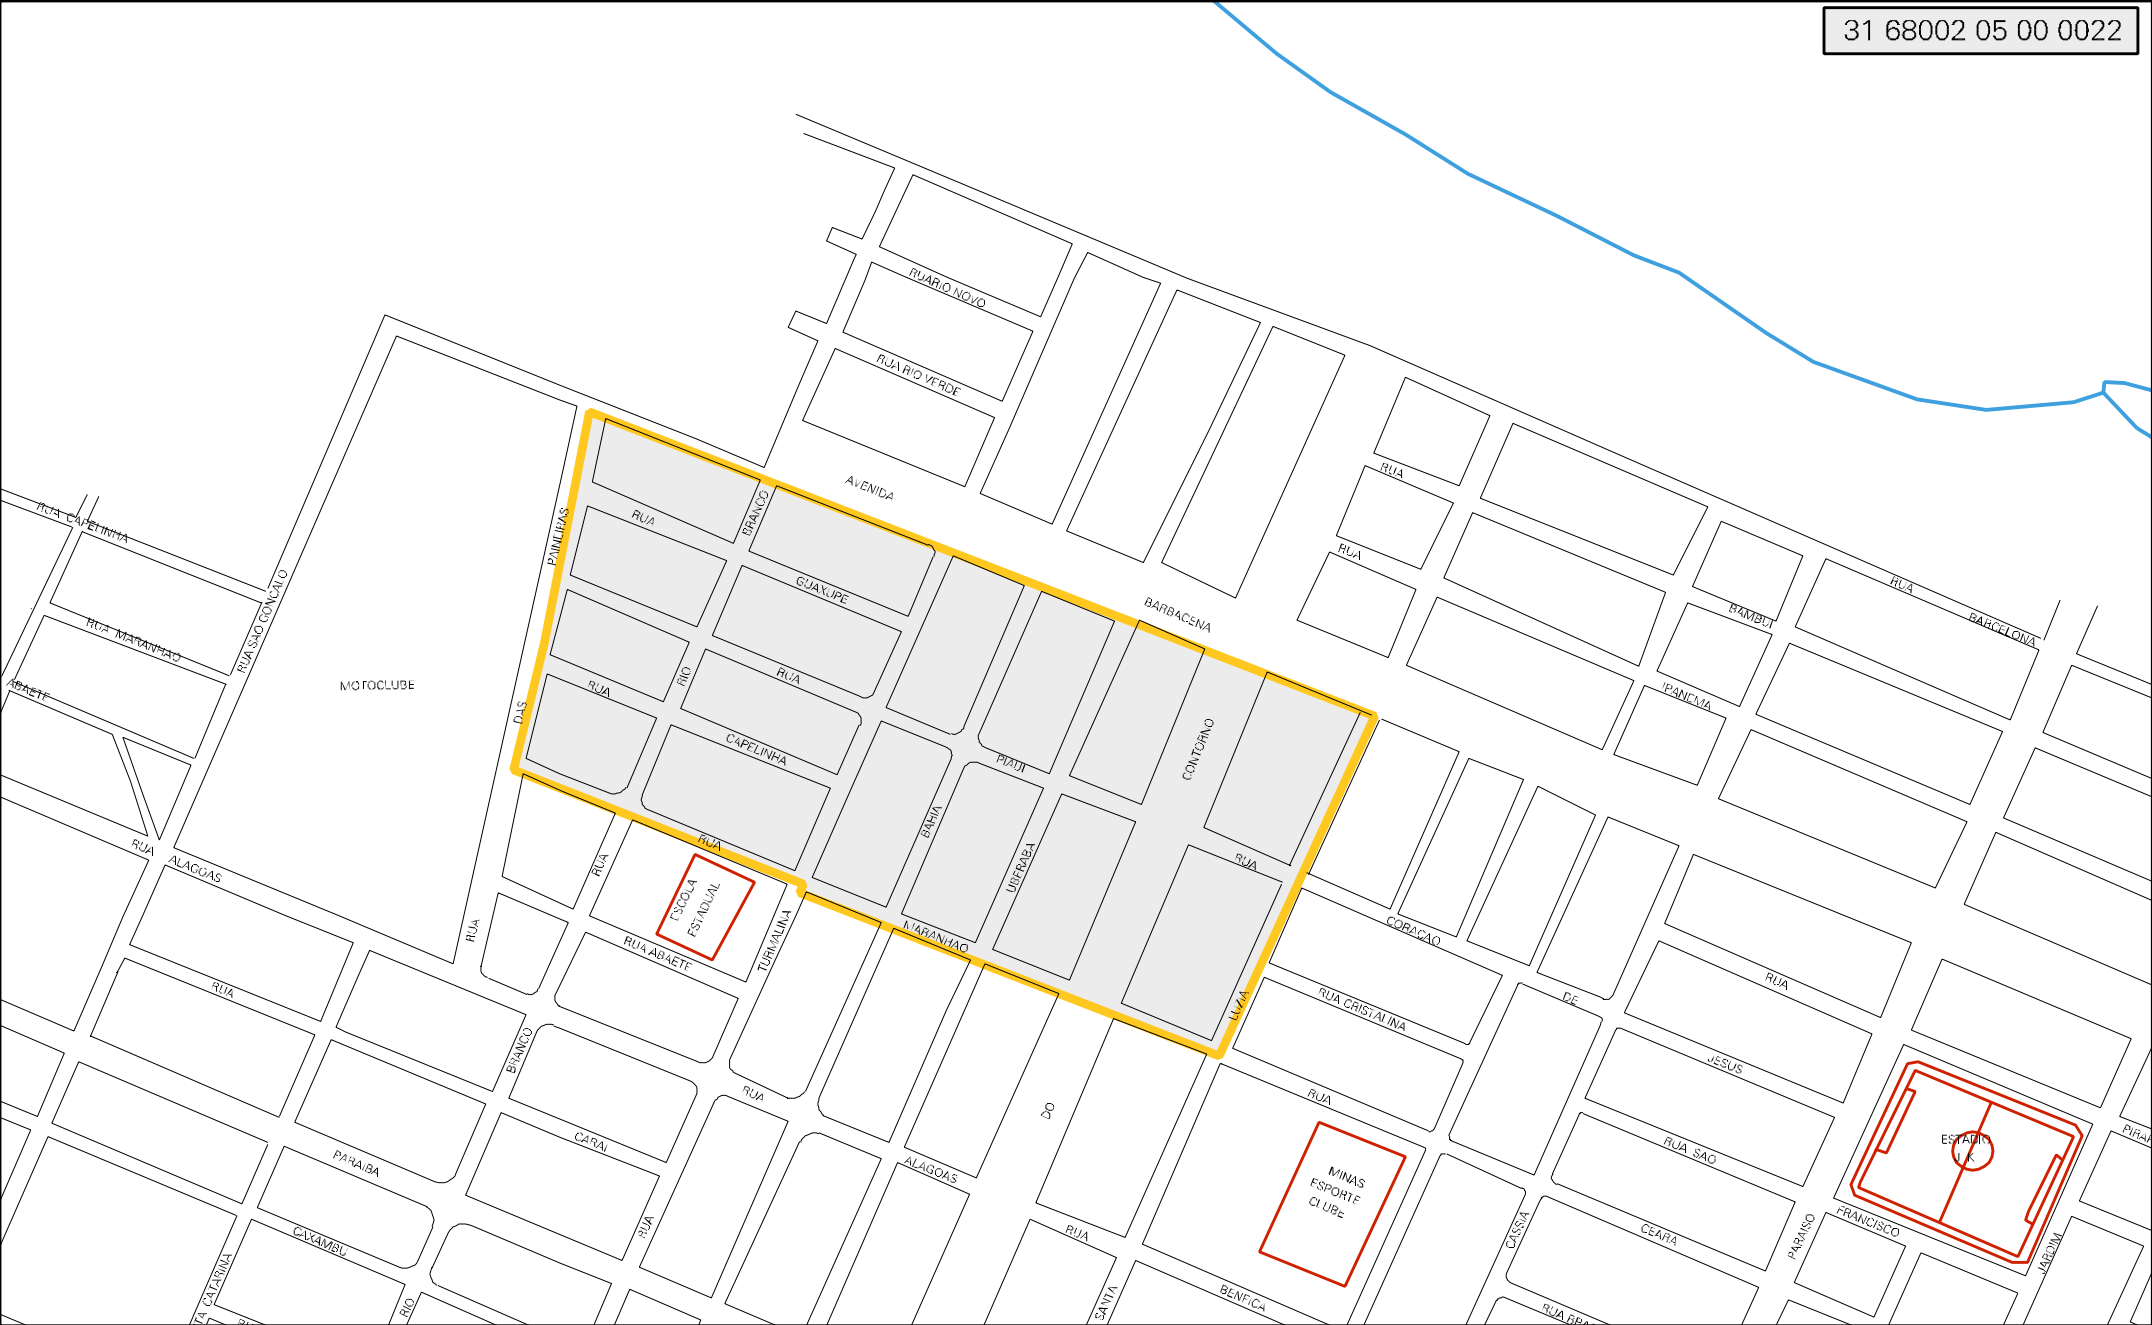 31 68002 05 00 0022
RUA RIO NOVO
RUA RIO VERDE
AVENIDA
BARBACENA
RUA
RUA
RUA
BARCELONA
BAMBUI
IPANEMA
RUA CAPELINHA
RUA MARANHAO
ABAETE
RUA SAO GONCALO
MOTOCLUBE
PAINEIRAS
DAS
RUA
RUA
GUAXUPE
BRANCO
RIO
RUA
RUA
CAPELINHA
PIAUI
CONTORNO
BAHIA
UBERABA
RUA
RUA
MARANHAO
LUZIA
RUA
ALAGOAS
RUA
ESCOLA
ESTADUAL
TURMALINA
RUA ABAETE
CORACAO
DE
JESUS
RUA CRISTALINA
RUA
RUA
RUA
BRANCO
RUA
CARAI
PARAIBA
CAXAMBU
RUA
ALAGOAS
DO
RUA
MINAS
ESPORTE
CLUBE
RUA SAO
FRANCISCO
CEARA
CASSIA
PARAISO
JARDIM
ESTADIO
J K
BENFICA
SANTA
RIO
CATARINA